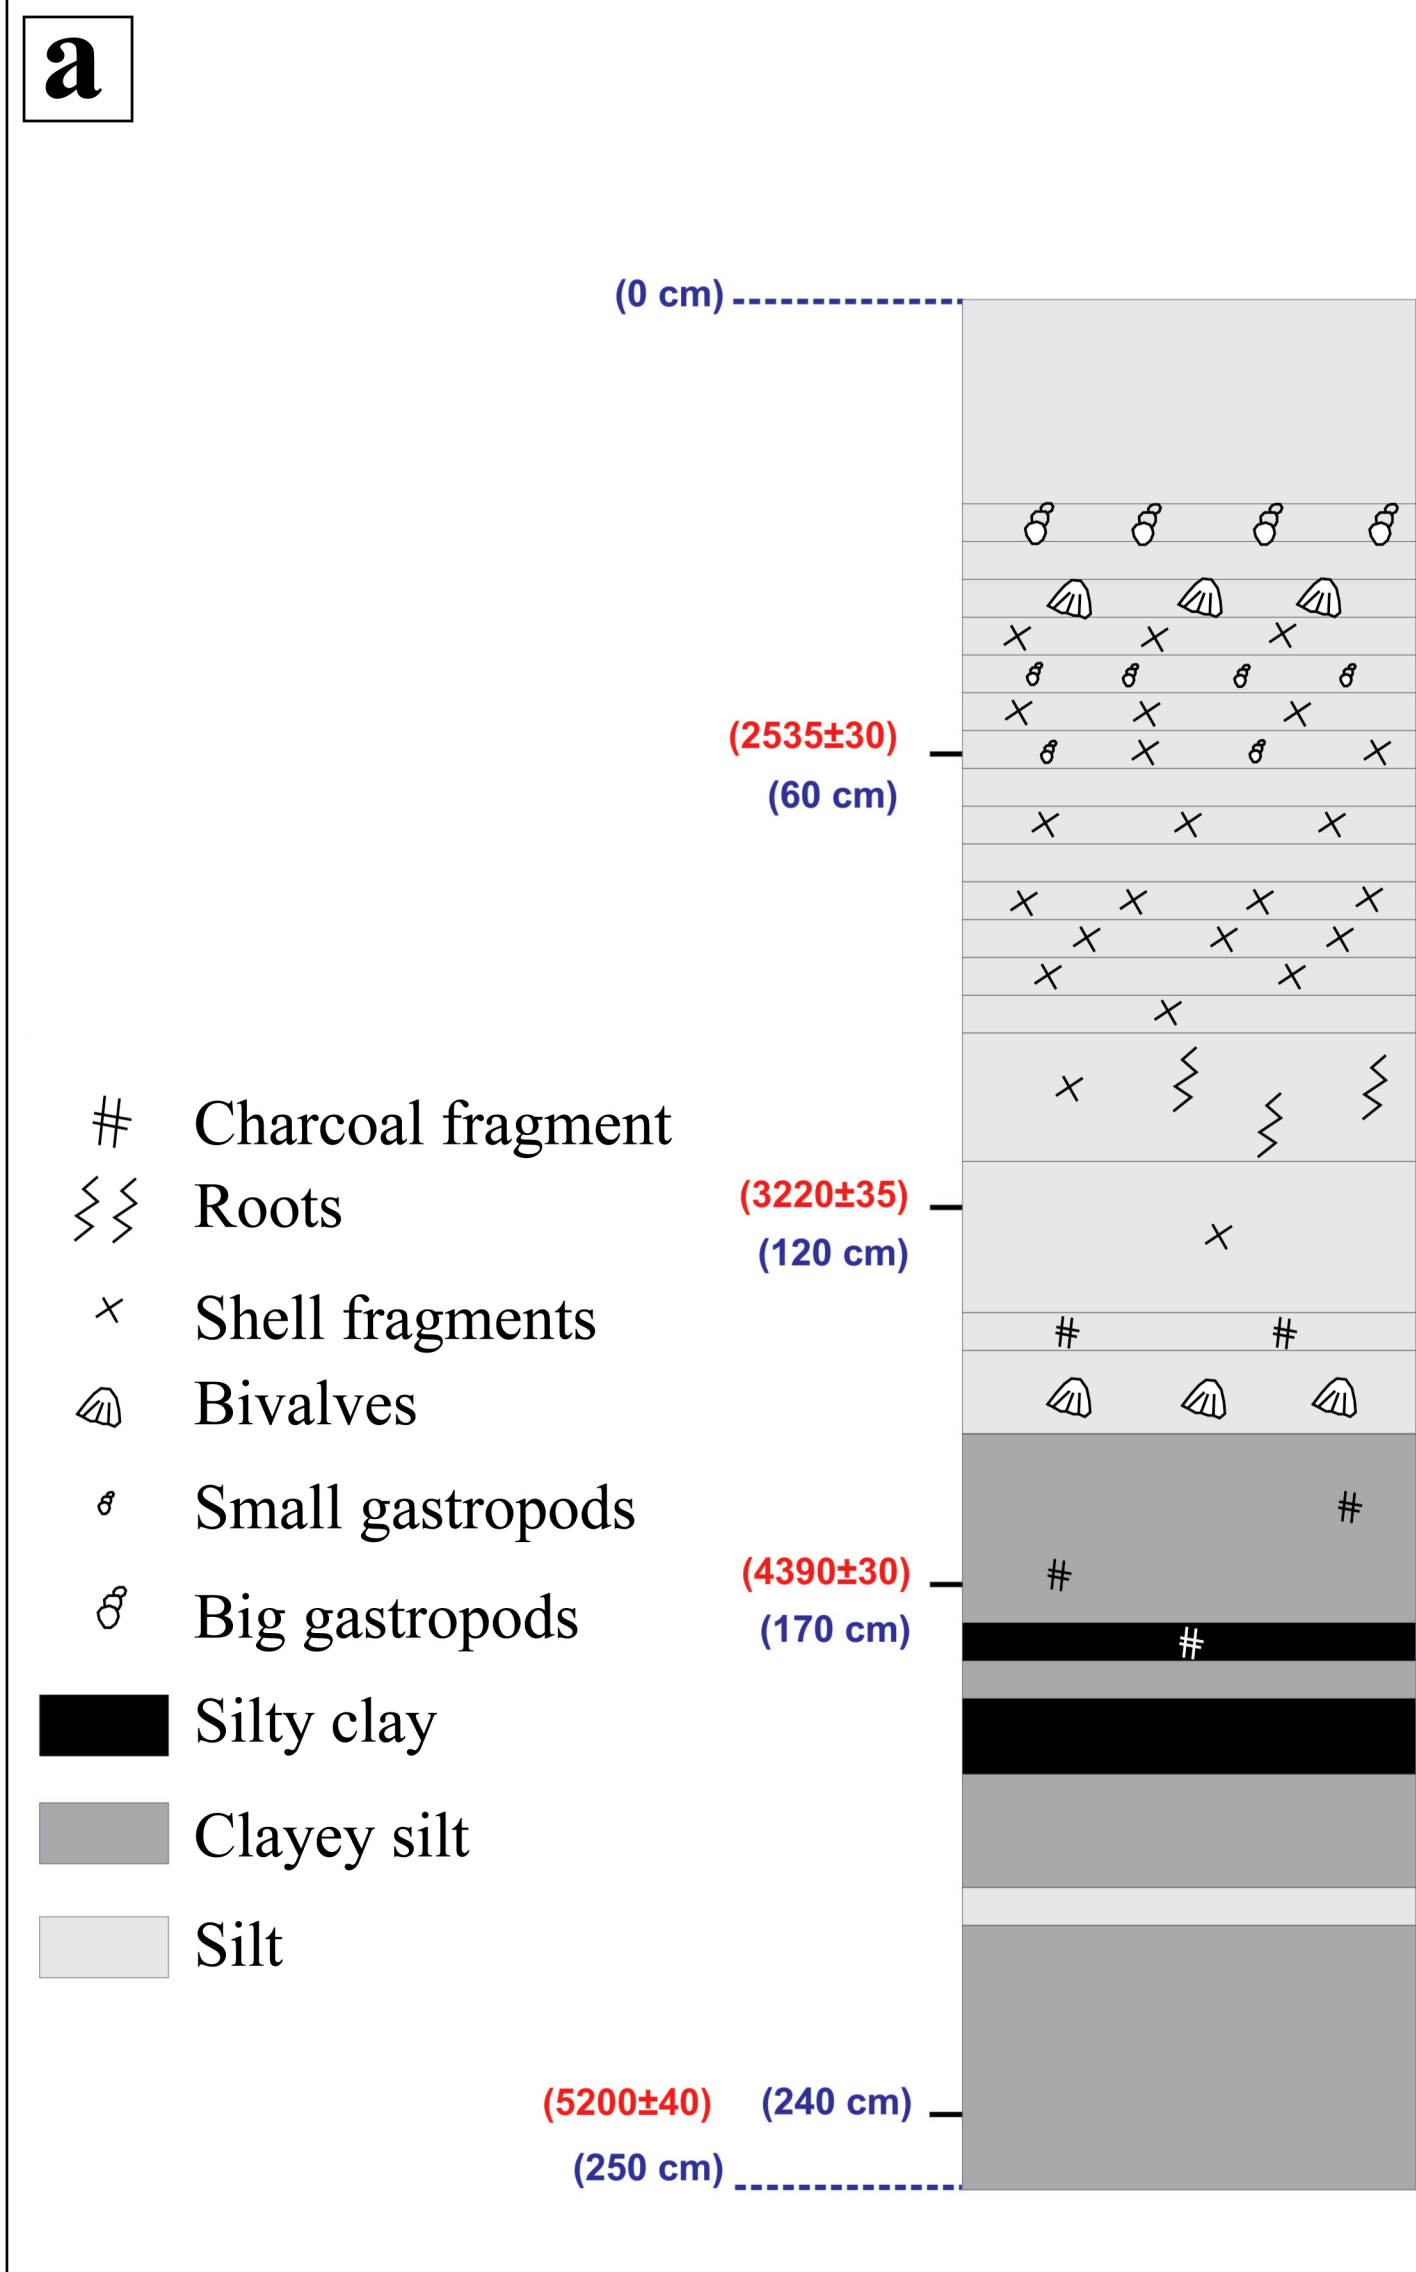 a
(0 cm)
(2535±30)
(60 cm)
Charcoal fragment
Roots
(3220±35)
(120 cm)
Shell fragments
Bivalves
Small gastropods
(4390±30)
(170 cm)
Big gastropods
Silty clay
Clayey silt
Silt
(5200±40) (240 cm)
(250 cm)